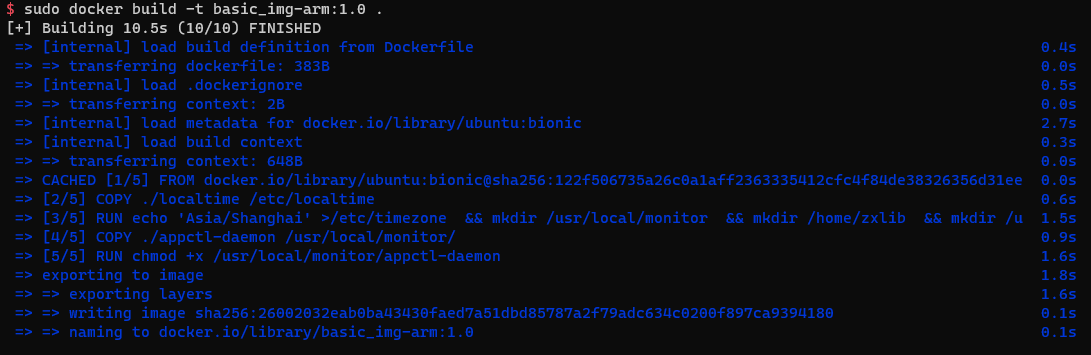 $ sudo docker build -t basic_img-arm:1.0 .
[+] Building 10.5s (10/10) FINISHED
=> [internal] load build definition from Dockerfile 0.4s
=> => transferring dockerfile: 383B 0.0s
=> [internal] load .dockerignore 0.5s
=> => transferring context: 2B 0.0s
=> [internal] load metadata for docker.io/library/ubuntu:bionic 2.7s
=> [internal] load build context 0.3s
=> => transferring context: 648B 0.0s
=> CACHED [1/5] FROM docker.io/library/ubuntu:bionic@sha256:122f506735a26c0a1aff2363335412cfc4f84de38326356d31ee 0.0s
=> [2/5] COPY ./localtime /etc/localtime 0.6s
=> [3/5] RUN echo 'Asia/Shanghai' >/etc/timezone && mkdir /usr/local/monitor && mkdir /home/zxlib && mkdir /u 1.5s
=> [4/5] COPY ./appctl-daemon /usr/local/monitor/ 0.9s
=> [5/5] RUN chmod +x /usr/local/monitor/appctl-daemon 1.6s
=> exporting to image 1.8s
=> => exporting layers 1.6s
=> => writing image sha256:26002032eab0ba43430faed7a51dbd85787a2f79adc634c0200f897ca9394180 0.1s
=> => naming to docker.io/library/basic_img-arm:1.0 0.1s